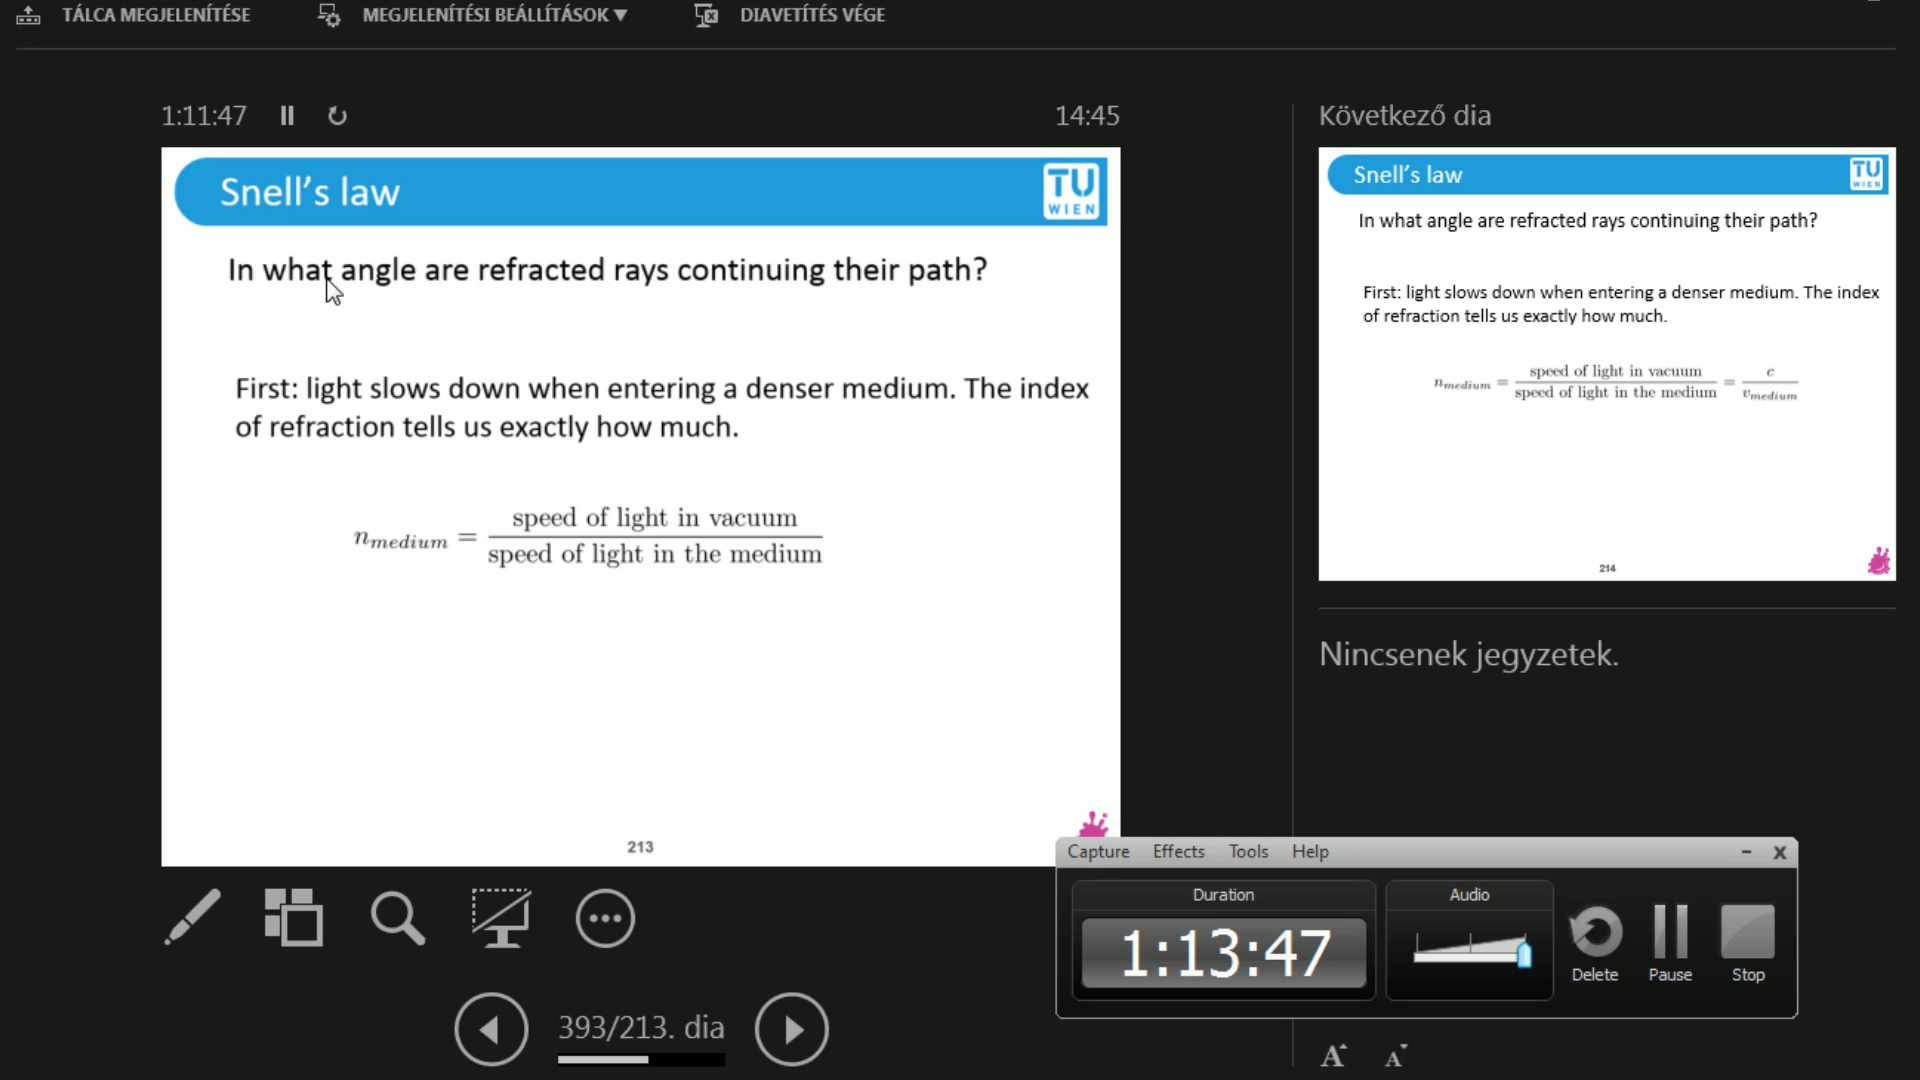 TÁLCA MEGJELENÍTÉSE MEGJELENÍTÉSI BEÁLLÍTÁSOK ▼ DIAVETÍTÉS VÉGE
1:11:47 14:45
Snell's law
TU
WIEN
In what angle are refracted rays continuing their path?
First: light slows down when entering a denser medium. The index
of refraction tells us exactly how much.
n_medium = speed of light in vacuum / speed of light in the medium
213
393/213. dia
Következő dia
Snell's law
TU
WIEN
In what angle are refracted rays continuing their path?
First: light slows down when entering a denser medium. The index
of refraction tells us exactly how much.
n_medium = speed of light in vacuum / speed of light in the medium = c / v_medium
214
Nincsenek jegyzetek.
Capture Effects Tools Help
Duration Audio
1:13:47
Delete Pause Stop
A A